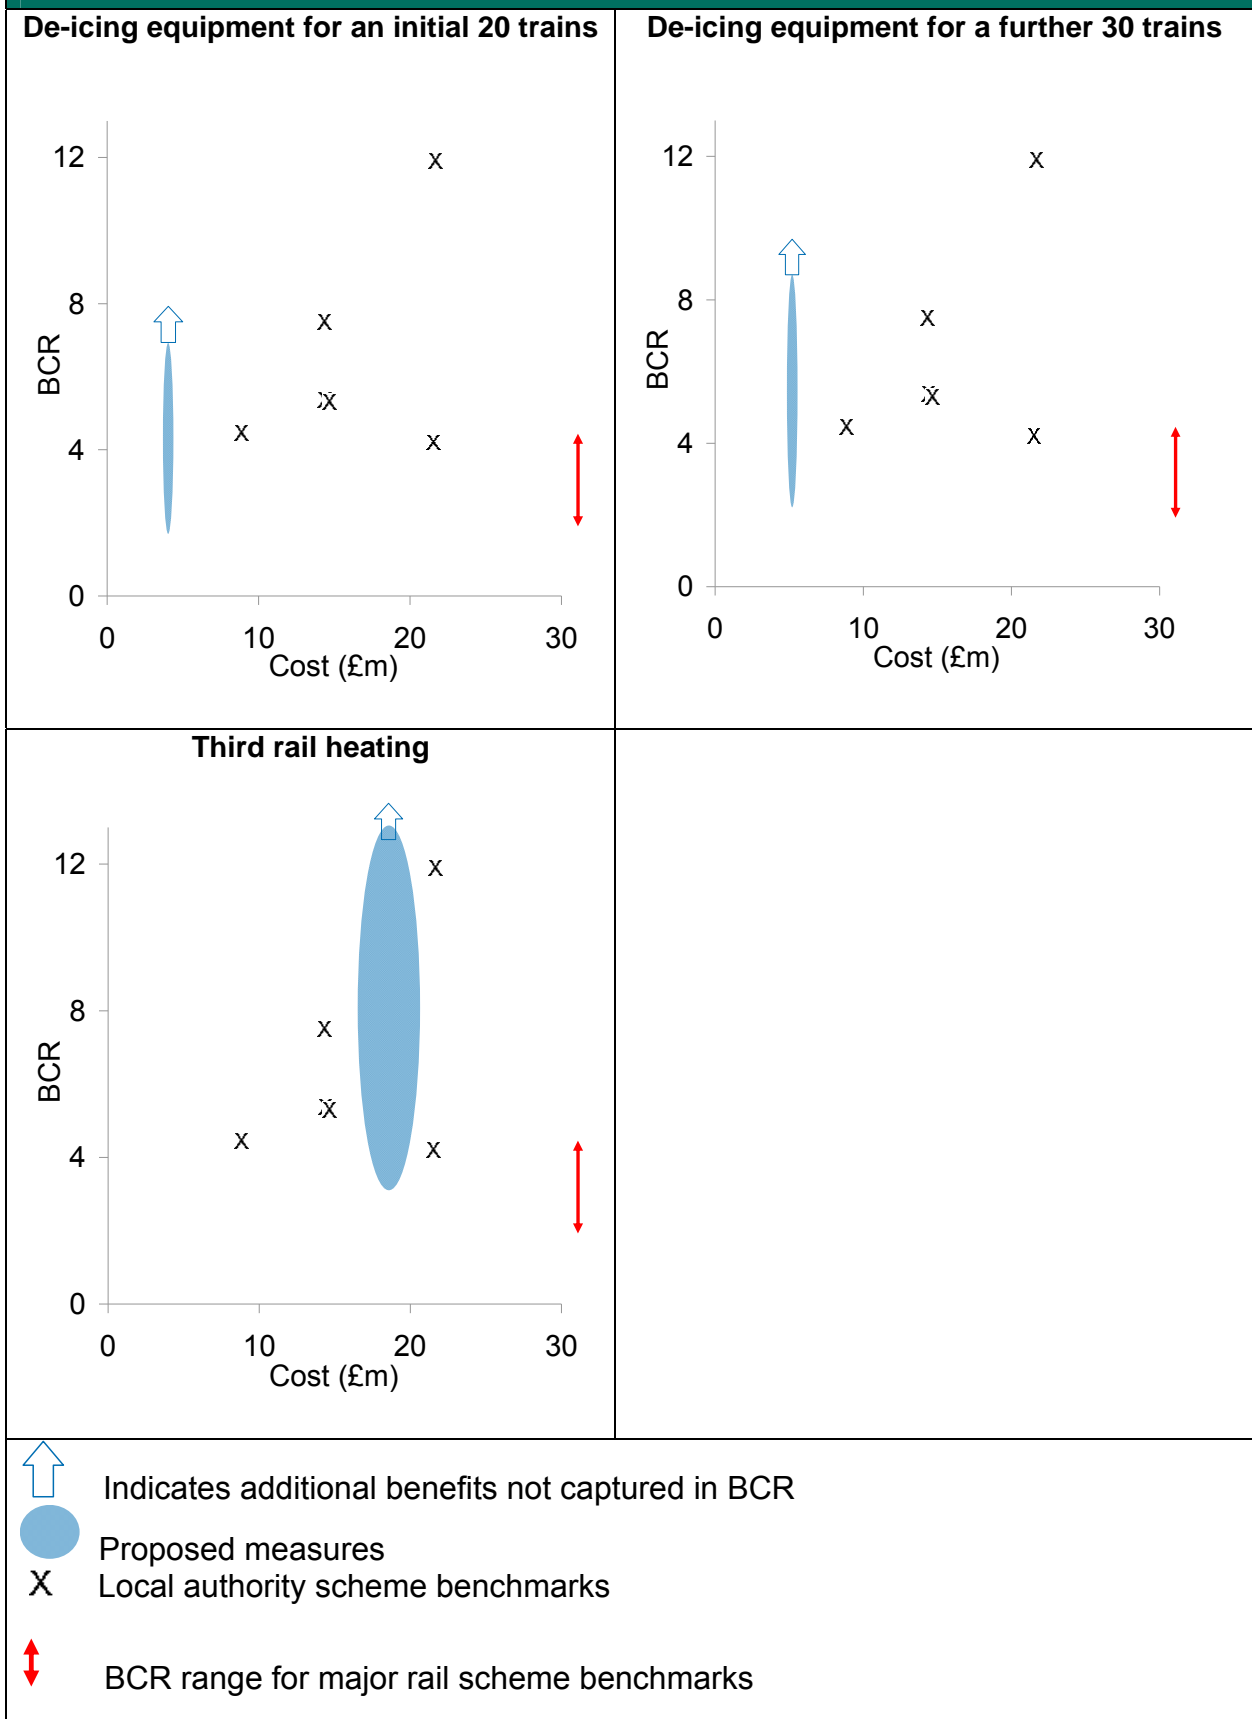 De-icing equipment for an initial 20 trains
12
8
4
0
BCR
0 10 20 30
Cost (£m)
X
X
X
X
X
X
De-icing equipment for a further 30 trains
12
8
4
0
BCR
0 10 20 30
Cost (£m)
X
X
X
X
X
X
Third rail heating
12
8
4
0
BCR
0 10 20 30
Cost (£m)
X
X
X
X
X
X
Indicates additional benefits not captured in BCR
Proposed measures
X Local authority scheme benchmarks
BCR range for major rail scheme benchmarks